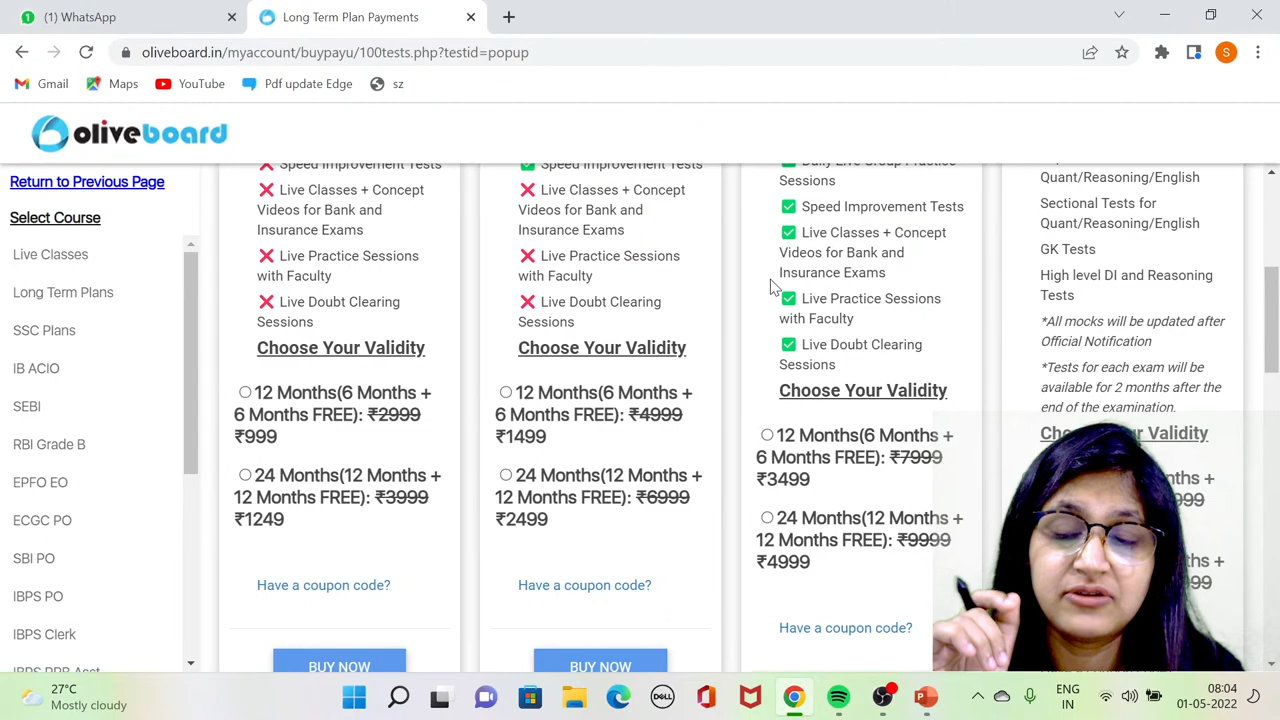 (1) WhatsApp
Long Term Plan Payments
oliveboard.in/myaccount/buypayu/100tests.php?testid=popup
S
Gmail
Maps
YouTube
Pdf update Edge
sz
oliveboard
Return to Previous Page
Select Course
Live Classes
Long Term Plans
SSC Plans
IB ACIO
SEBI
RBI Grade B
EPFO EO
ECGC PO
SBI PO
IBPS PO
IBPS Clerk
IBPS RRB Asst
Speed Improvement Tests
Live Classes + Concept
Videos for Bank and
Insurance Exams
Live Practice Sessions
with Faculty
Live Doubt Clearing
Sessions
Choose Your Validity
12 Months(6 Months +
6 Months FREE): ₹2999
₹999
24 Months(12 Months +
12 Months FREE): ₹3999
₹1249
Have a coupon code?
BUY NOW
Speed Improvement Tests
Live Classes + Concept
Videos for Bank and
Insurance Exams
Live Practice Sessions
with Faculty
Live Doubt Clearing
Sessions
Choose Your Validity
12 Months(6 Months +
6 Months FREE): ₹4999
₹1499
24 Months(12 Months +
12 Months FREE): ₹6999
₹2499
Have a coupon code?
BUY NOW
Daily Live Group Practice
Sessions
Speed Improvement Tests
Live Classes + Concept
Videos for Bank and
Insurance Exams
Live Practice Sessions
with Faculty
Live Doubt Clearing
Sessions
Choose Your Validity
12 Months(6 Months +
6 Months FREE): ₹7999
₹3499
24 Months(12 Months +
12 Months FREE): ₹9999
₹4999
Have a coupon code?
Quant/Reasoning/English
Sectional Tests for
Quant/Reasoning/English
GK Tests
High level DI and Reasoning
Tests
*All mocks will be updated after
Official Notification
*Tests for each exam will be
available for 2 months after the
end of the examination.
Validity
27°C
Mostly cloudy
DELL
ENG
IN
08:04
01-05-2022